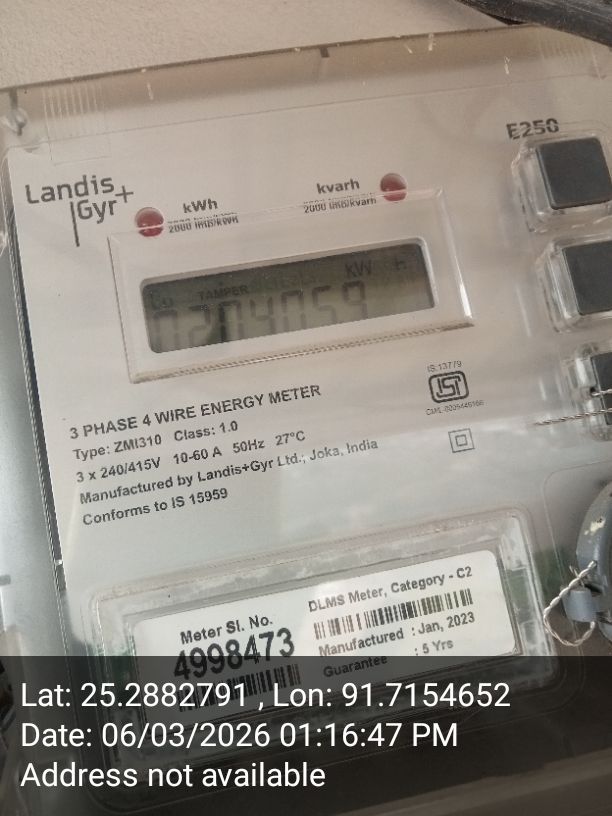 E250
Landis
Gyr+
kWh
2000 imp/kWh
kvarh
2000 imp/kvarh
TAMPER kW
0204059
3 PHASE 4 WIRE ENERGY METER
Type: ZMI310 Class: 1.0
3 x 240/415V 10-60 A 50Hz 27°C
Manufactured by Landis+Gyr Ltd.; Joka, India
Conforms to IS 15959
IS:13779
ISI
Meter Sl. No.
4998473
DLMS Meter, Category - C2
Manufactured : Jan, 2023
Guarantee : 5 Yrs
Lat: 25.2882791 , Lon: 91.7154652
Date: 06/03/2026 01:16:47 PM
Address not available